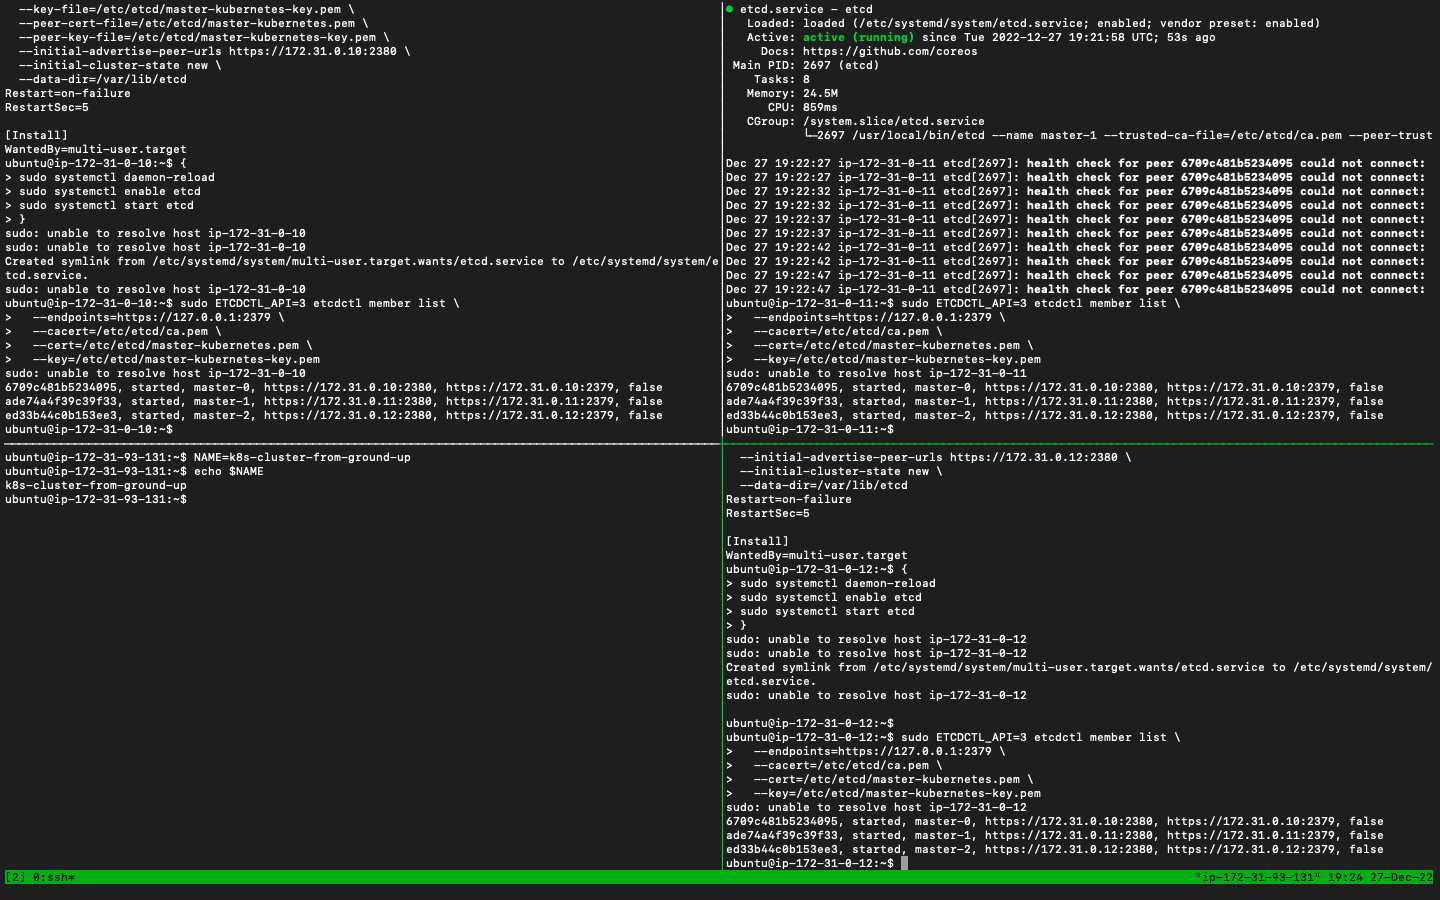 --key-file=/etc/etcd/master-kubernetes-key.pem \
  --peer-cert-file=/etc/etcd/master-kubernetes.pem \
  --peer-key-file=/etc/etcd/master-kubernetes-key.pem \
  --initial-advertise-peer-urls https://172.31.0.10:2380 \
  --initial-cluster-state new \
  --data-dir=/var/lib/etcd
Restart=on-failure
RestartSec=5

[Install]
WantedBy=multi-user.target
ubuntu@ip-172-31-0-10:~$ {
> sudo systemctl daemon-reload
> sudo systemctl enable etcd
> sudo systemctl start etcd
> }
sudo: unable to resolve host ip-172-31-0-10
sudo: unable to resolve host ip-172-31-0-10
Created symlink from /etc/systemd/system/multi-user.target.wants/etcd.service to /etc/systemd/system/e
tcd.service.
sudo: unable to resolve host ip-172-31-0-10
ubuntu@ip-172-31-0-10:~$ sudo ETCDCTL_API=3 etcdctl member list \
>   --endpoints=https://127.0.0.1:2379 \
>   --cacert=/etc/etcd/ca.pem \
>   --cert=/etc/etcd/master-kubernetes.pem \
>   --key=/etc/etcd/master-kubernetes-key.pem
sudo: unable to resolve host ip-172-31-0-10
6709c481b5234095, started, master-0, https://172.31.0.10:2380, https://172.31.0.10:2379, false
ade74a4f39c39f33, started, master-1, https://172.31.0.11:2380, https://172.31.0.11:2379, false
ed33b44c0b153ee3, started, master-2, https://172.31.0.12:2380, https://172.31.0.12:2379, false
ubuntu@ip-172-31-0-10:~$
● etcd.service - etcd
   Loaded: loaded (/etc/systemd/system/etcd.service; enabled; vendor preset: enabled)
   Active: active (running) since Tue 2022-12-27 19:21:58 UTC; 53s ago
     Docs: https://github.com/coreos
 Main PID: 2697 (etcd)
    Tasks: 8
   Memory: 24.5M
      CPU: 859ms
   CGroup: /system.slice/etcd.service
           └─2697 /usr/local/bin/etcd --name master-1 --trusted-ca-file=/etc/etcd/ca.pem --peer-trust

Dec 27 19:22:27 ip-172-31-0-11 etcd[2697]: health check for peer 6709c481b5234095 could not connect:
Dec 27 19:22:27 ip-172-31-0-11 etcd[2697]: health check for peer 6709c481b5234095 could not connect:
Dec 27 19:22:32 ip-172-31-0-11 etcd[2697]: health check for peer 6709c481b5234095 could not connect:
Dec 27 19:22:32 ip-172-31-0-11 etcd[2697]: health check for peer 6709c481b5234095 could not connect:
Dec 27 19:22:37 ip-172-31-0-11 etcd[2697]: health check for peer 6709c481b5234095 could not connect:
Dec 27 19:22:37 ip-172-31-0-11 etcd[2697]: health check for peer 6709c481b5234095 could not connect:
Dec 27 19:22:42 ip-172-31-0-11 etcd[2697]: health check for peer 6709c481b5234095 could not connect:
Dec 27 19:22:42 ip-172-31-0-11 etcd[2697]: health check for peer 6709c481b5234095 could not connect:
Dec 27 19:22:47 ip-172-31-0-11 etcd[2697]: health check for peer 6709c481b5234095 could not connect:
Dec 27 19:22:47 ip-172-31-0-11 etcd[2697]: health check for peer 6709c481b5234095 could not connect:
ubuntu@ip-172-31-0-11:~$ sudo ETCDCTL_API=3 etcdctl member list \
>   --endpoints=https://127.0.0.1:2379 \
>   --cacert=/etc/etcd/ca.pem \
>   --cert=/etc/etcd/master-kubernetes.pem \
>   --key=/etc/etcd/master-kubernetes-key.pem
sudo: unable to resolve host ip-172-31-0-11
6709c481b5234095, started, master-0, https://172.31.0.10:2380, https://172.31.0.10:2379, false
ade74a4f39c39f33, started, master-1, https://172.31.0.11:2380, https://172.31.0.11:2379, false
ed33b44c0b153ee3, started, master-2, https://172.31.0.12:2380, https://172.31.0.12:2379, false
ubuntu@ip-172-31-0-11:~$
ubuntu@ip-172-31-93-131:~$ NAME=k8s-cluster-from-ground-up
ubuntu@ip-172-31-93-131:~$ echo $NAME
k8s-cluster-from-ground-up
ubuntu@ip-172-31-93-131:~$
  --initial-advertise-peer-urls https://172.31.0.12:2380 \
  --initial-cluster-state new \
  --data-dir=/var/lib/etcd
Restart=on-failure
RestartSec=5

[Install]
WantedBy=multi-user.target
ubuntu@ip-172-31-0-12:~$ {
> sudo systemctl daemon-reload
> sudo systemctl enable etcd
> sudo systemctl start etcd
> }
sudo: unable to resolve host ip-172-31-0-12
sudo: unable to resolve host ip-172-31-0-12
Created symlink from /etc/systemd/system/multi-user.target.wants/etcd.service to /etc/systemd/system/
etcd.service.
sudo: unable to resolve host ip-172-31-0-12

ubuntu@ip-172-31-0-12:~$
ubuntu@ip-172-31-0-12:~$ sudo ETCDCTL_API=3 etcdctl member list \
>   --endpoints=https://127.0.0.1:2379 \
>   --cacert=/etc/etcd/ca.pem \
>   --cert=/etc/etcd/master-kubernetes.pem \
>   --key=/etc/etcd/master-kubernetes-key.pem
sudo: unable to resolve host ip-172-31-0-12
6709c481b5234095, started, master-0, https://172.31.0.10:2380, https://172.31.0.10:2379, false
ade74a4f39c39f33, started, master-1, https://172.31.0.11:2380, https://172.31.0.11:2379, false
ed33b44c0b153ee3, started, master-2, https://172.31.0.12:2380, https://172.31.0.12:2379, false
ubuntu@ip-172-31-0-12:~$
[2] 0:ssh* "ip-172-31-93-131" 19:24 27-Dec-22